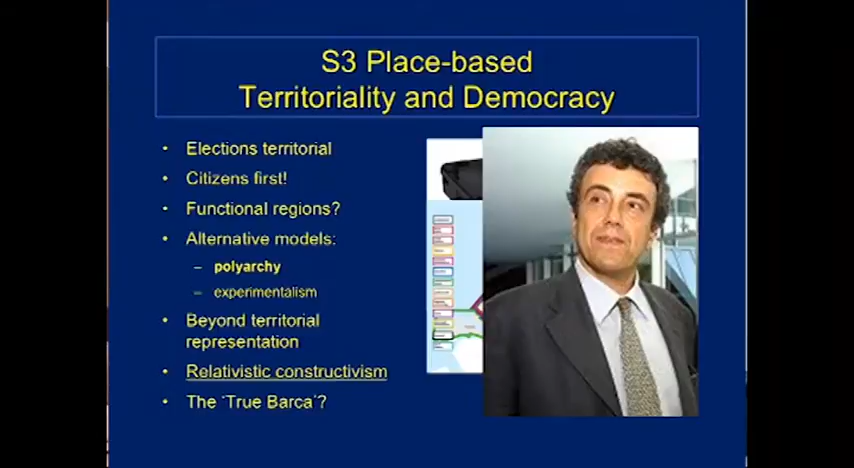 S3 Place-based
Territoriality and Democracy
• Elections territorial
• Citizens first!
• Functional regions?
• Alternative models:
– polyarchy
– experimentalism
• Beyond territorial
representation
• Relativistic constructivism
• The 'True Barca'?